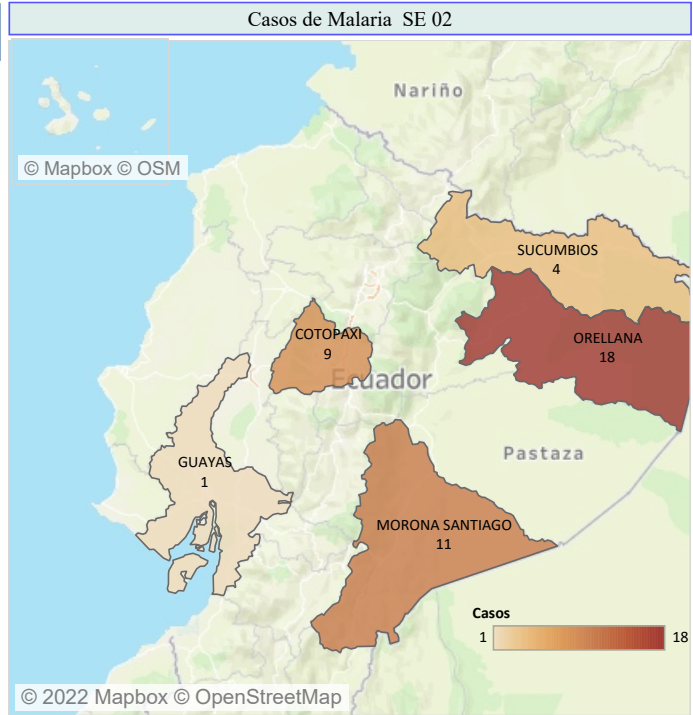 Casos de Malaria SE 02
Nariño
© Mapbox © OSM
SUCUMBIOS
4
COTOPAXI
9
ORELLANA
18
Ecuador
GUAYAS
1
Pastaza
MORONA SANTIAGO
11
Casos
1 18
© 2022 Mapbox © OpenStreetMap